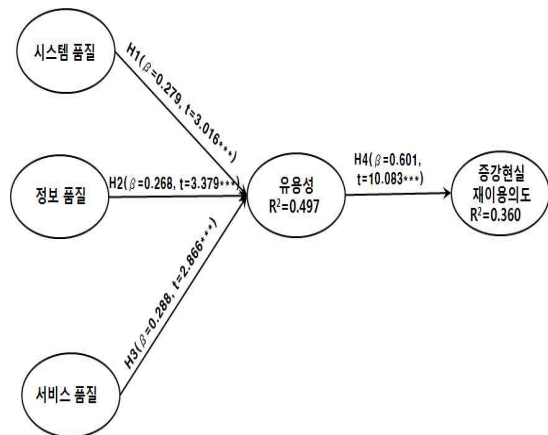 시스템 품질
H1(β=0.279, t=3.016***)
정보 품질
H2(β=0.268, t=3.379***)
유용성
R²=0.497
H4(β=0.601,
t=10.083***)
증강현실
재이용의도
R²=0.360
H3(β=0.288, t=2.866***)
서비스 품질